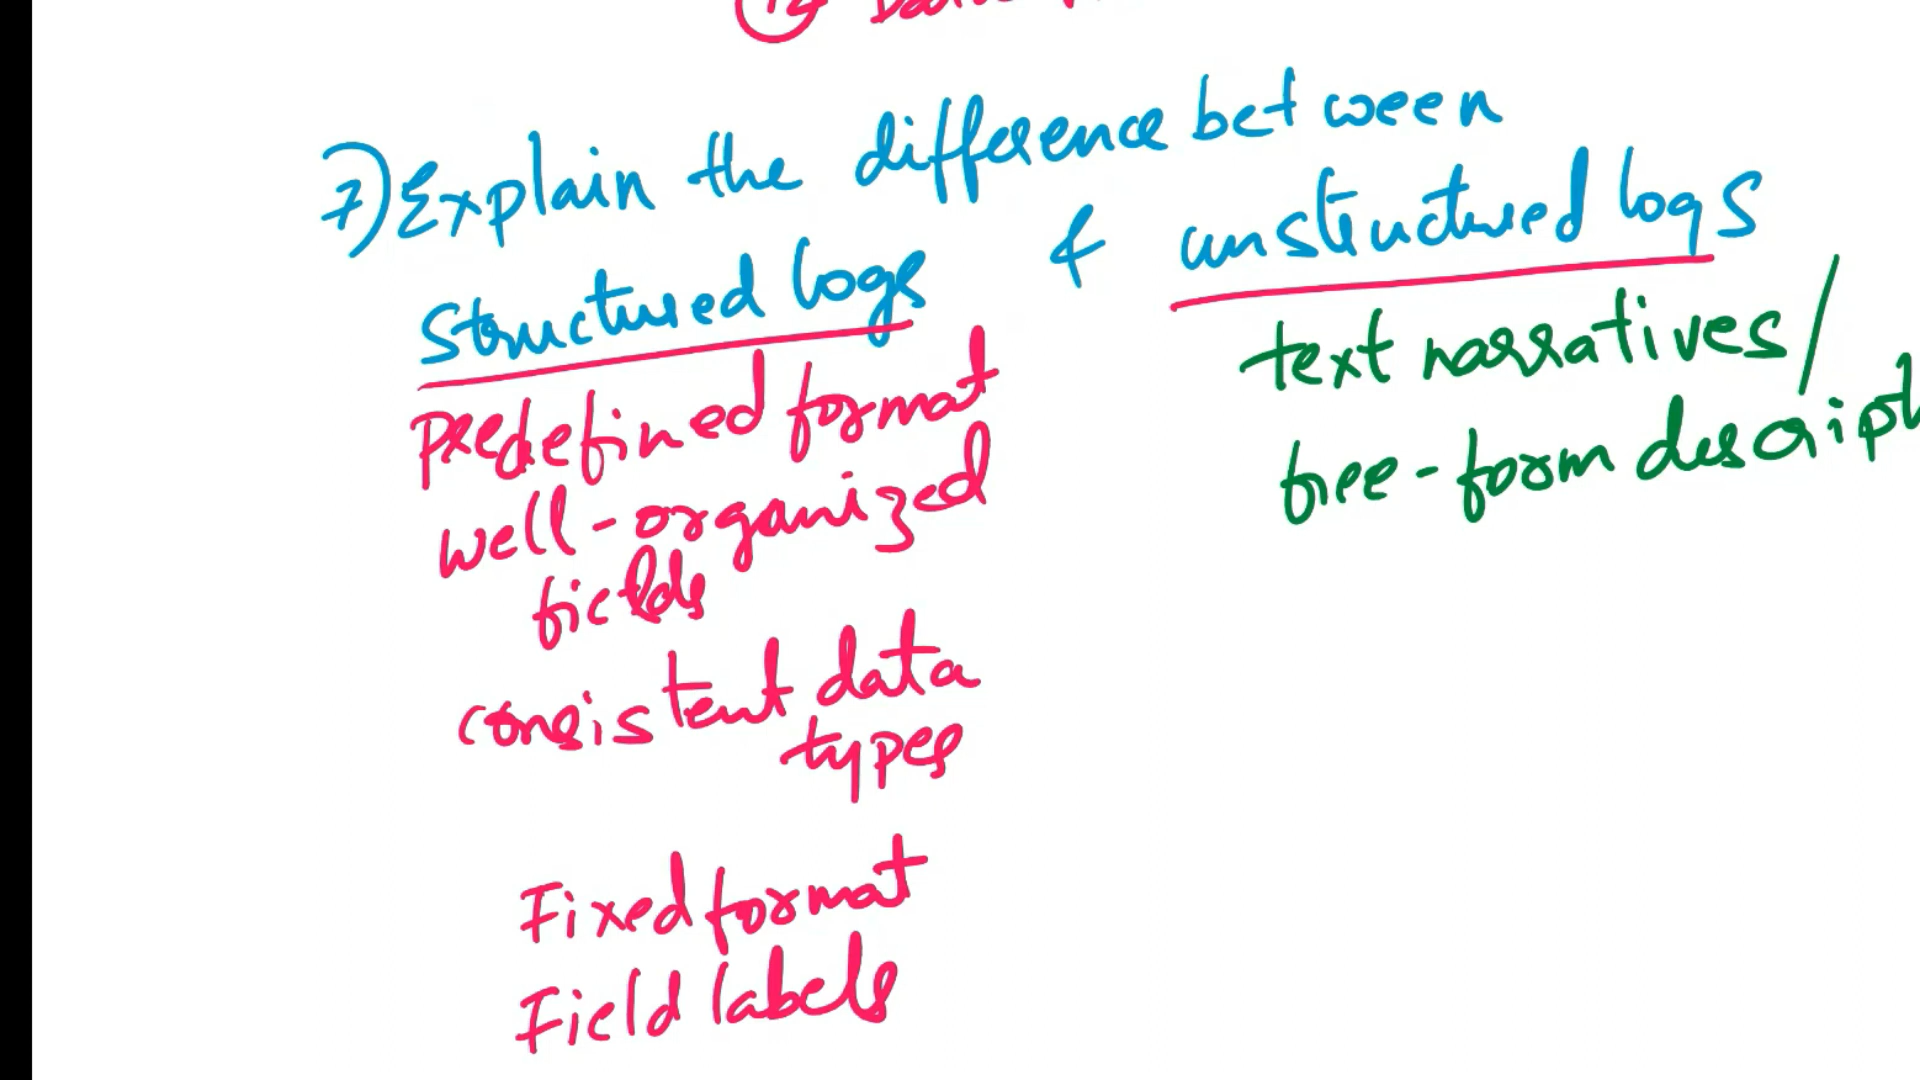 7) Explain the difference between
Structured logs & unstructured logs
predefined format
well-organized
fields
consistent data
types
Fixed format
Field labels
text narratives/
free-form